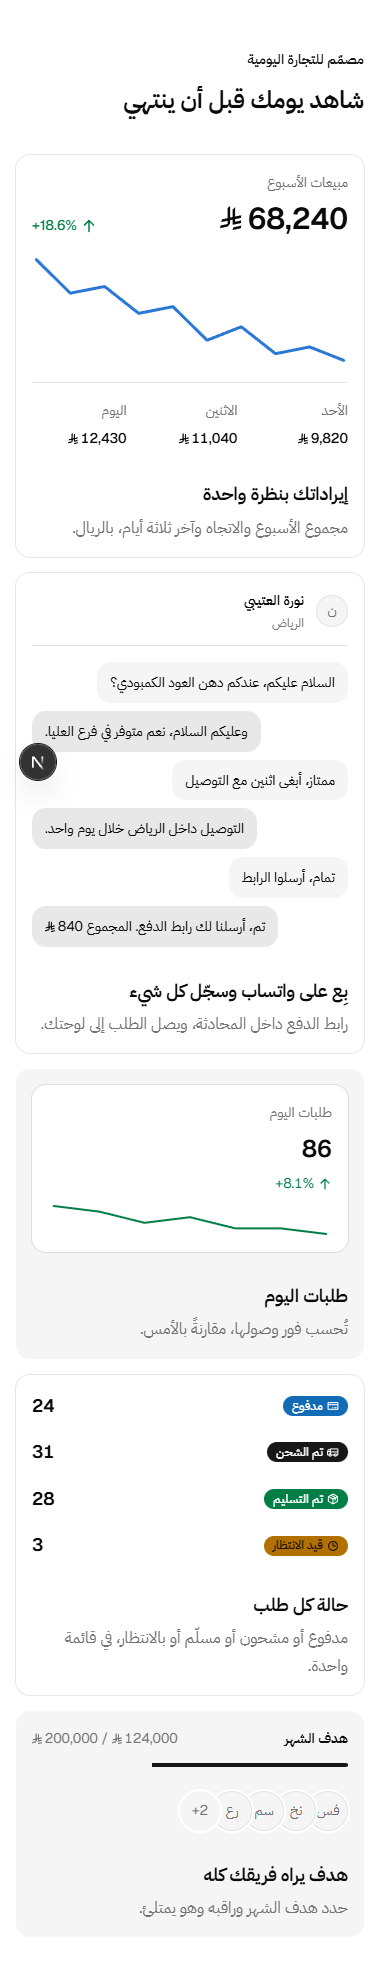 مصمّم للتجارة اليومية
شاهد يومك قبل أن ينتهي
مبيعات الأسبوع
68,240 ⃁
+18.6%
الأحد
9,820 ⃁
الاثنين
11,040 ⃁
اليوم
12,430 ⃁
إيراداتك بنظرة واحدة
مجموع الأسبوع والاتجاه وآخر ثلاثة أيام، بالريال.
ن
نورة العتيبي
الرياض
السلام عليكم، عندكم دهن العود الكمبودي؟
وعليكم السلام، نعم متوفر في فرع العليا.
ممتاز، أبغى اثنين مع التوصيل
التوصيل داخل الرياض خلال يوم واحد.
تمام، أرسلوا الرابط
تم، أرسلنا لك رابط الدفع. المجموع 840 ⃁
N
بِع على واتساب وسجّل كل شيء
رابط الدفع داخل المحادثة، ويصل الطلب إلى لوحتك.
طلبات اليوم
86
+8.1%
طلبات اليوم
تُحسب فور وصولها، مقارنةً بالأمس.
مدفوع
24
تم الشحن
31
تم التسليم
28
قيد الانتظار
3
حالة كل طلب
مدفوع أو مشحون أو مسلّم أو بالانتظار، في قائمة
واحدة.
هدف الشهر
124,000 ⃁ / 200,000 ⃁
فس
نخ
سم
رع
+2
هدف يراه فريقك كله
حدد هدف الشهر وراقبه وهو يمتلئ.